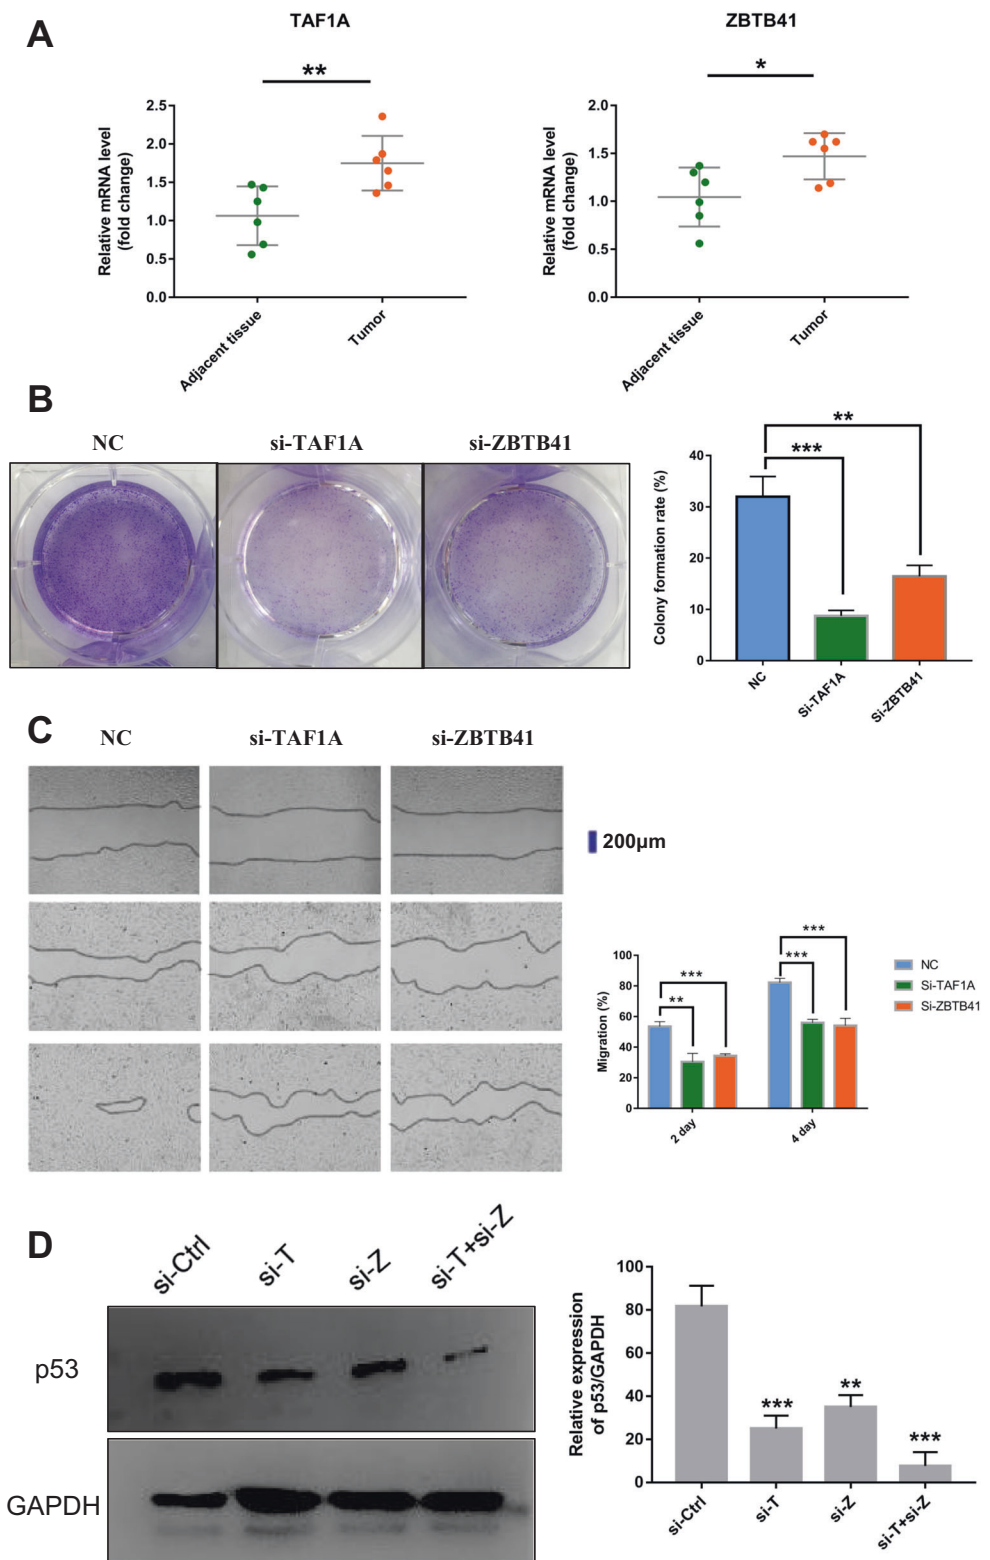 A
TAF1A
**
Relative mRNA level
(fold change)
2.5
2.0
1.5
1.0
0.5
0.0
Adjacent tissue
Tumor
ZBTB41
*
Relative mRNA level
(fold change)
2.0
1.5
1.0
0.5
0.0
Adjacent tissue
Tumor
B
NC
si-TAF1A
si-ZBTB41
**
***
Colony formation rate (%)
40
30
20
10
0
NC
Si-TAF1A
Si-ZBTB41
C
NC
si-TAF1A
si-ZBTB41
200µm
Migration (%)
100
80
60
40
20
0
***
**
***
***
2 day
4 day
NC
Si-TAF1A
Si-ZBTB41
D
si-Ctrl
si-T
si-Z
si-T+si-Z
p53
GAPDH
Relative expression
of p53/GAPDH
100
80
60
40
20
0
***
**
***
si-Ctrl
si-T
si-Z
si-T+si-Z